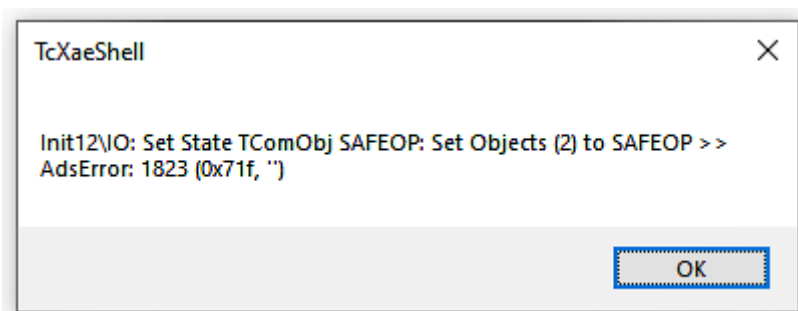 TcXaeShell
Init12\IO: Set State TComObj SAFEOP: Set Objects (2) to SAFEOP >>
AdsError: 1823 (0x71f, '')
OK